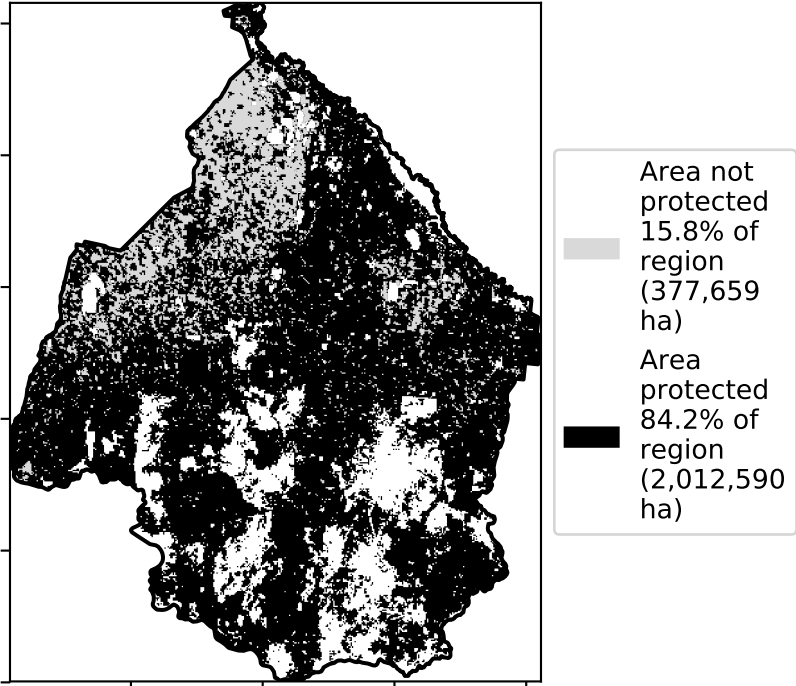 Area not
protected
15.8% of
region
(377,659
ha)
Area
protected
84.2% of
region
(2,012,590
ha)